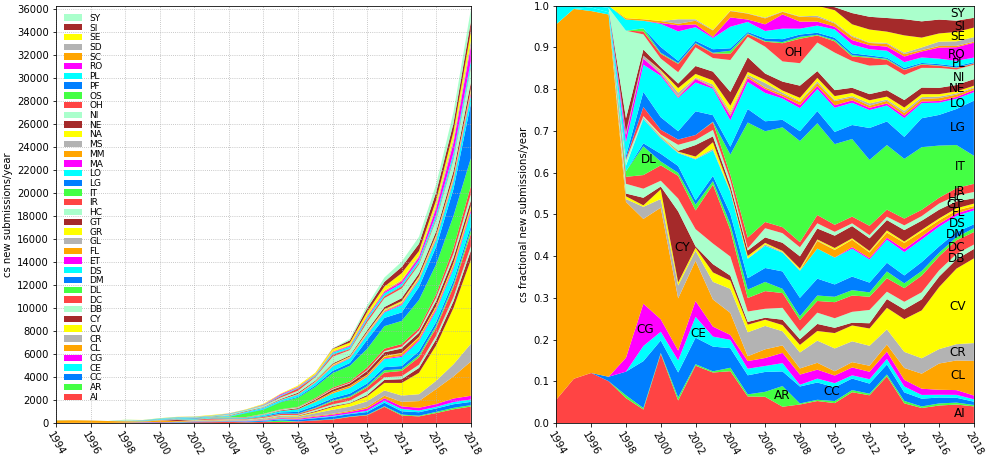 cs new submissions/year
36000
34000
32000
30000
28000
26000
24000
22000
20000
18000
16000
14000
12000
10000
8000
6000
4000
2000
0
SY
SI
SE
SD
SC
RO
PL
PF
OS
OH
NI
NE
NA
MS
MM
MA
LO
LG
IT
IR
HC
GT
GR
GL
FL
ET
DS
DM
DL
DC
DB
CY
CV
CR
CL
CG
CE
CC
AR
AI
1994
1996
1998
2000
2002
2004
2006
2008
2010
2012
2014
2016
2018
cs fractional new submissions/year
1.0
0.9
0.8
0.7
0.6
0.5
0.4
0.3
0.2
0.1
0.0
SY
SI
SE
RO
PL
OH
NI
NE
LO
LG
DL
IT
IR
HC
GT
FL
DS
DM
CY
DC
DB
CV
CG
CE
CR
CL
AR
CC
AI
1994
1996
1998
2000
2002
2004
2006
2008
2010
2012
2014
2016
2018